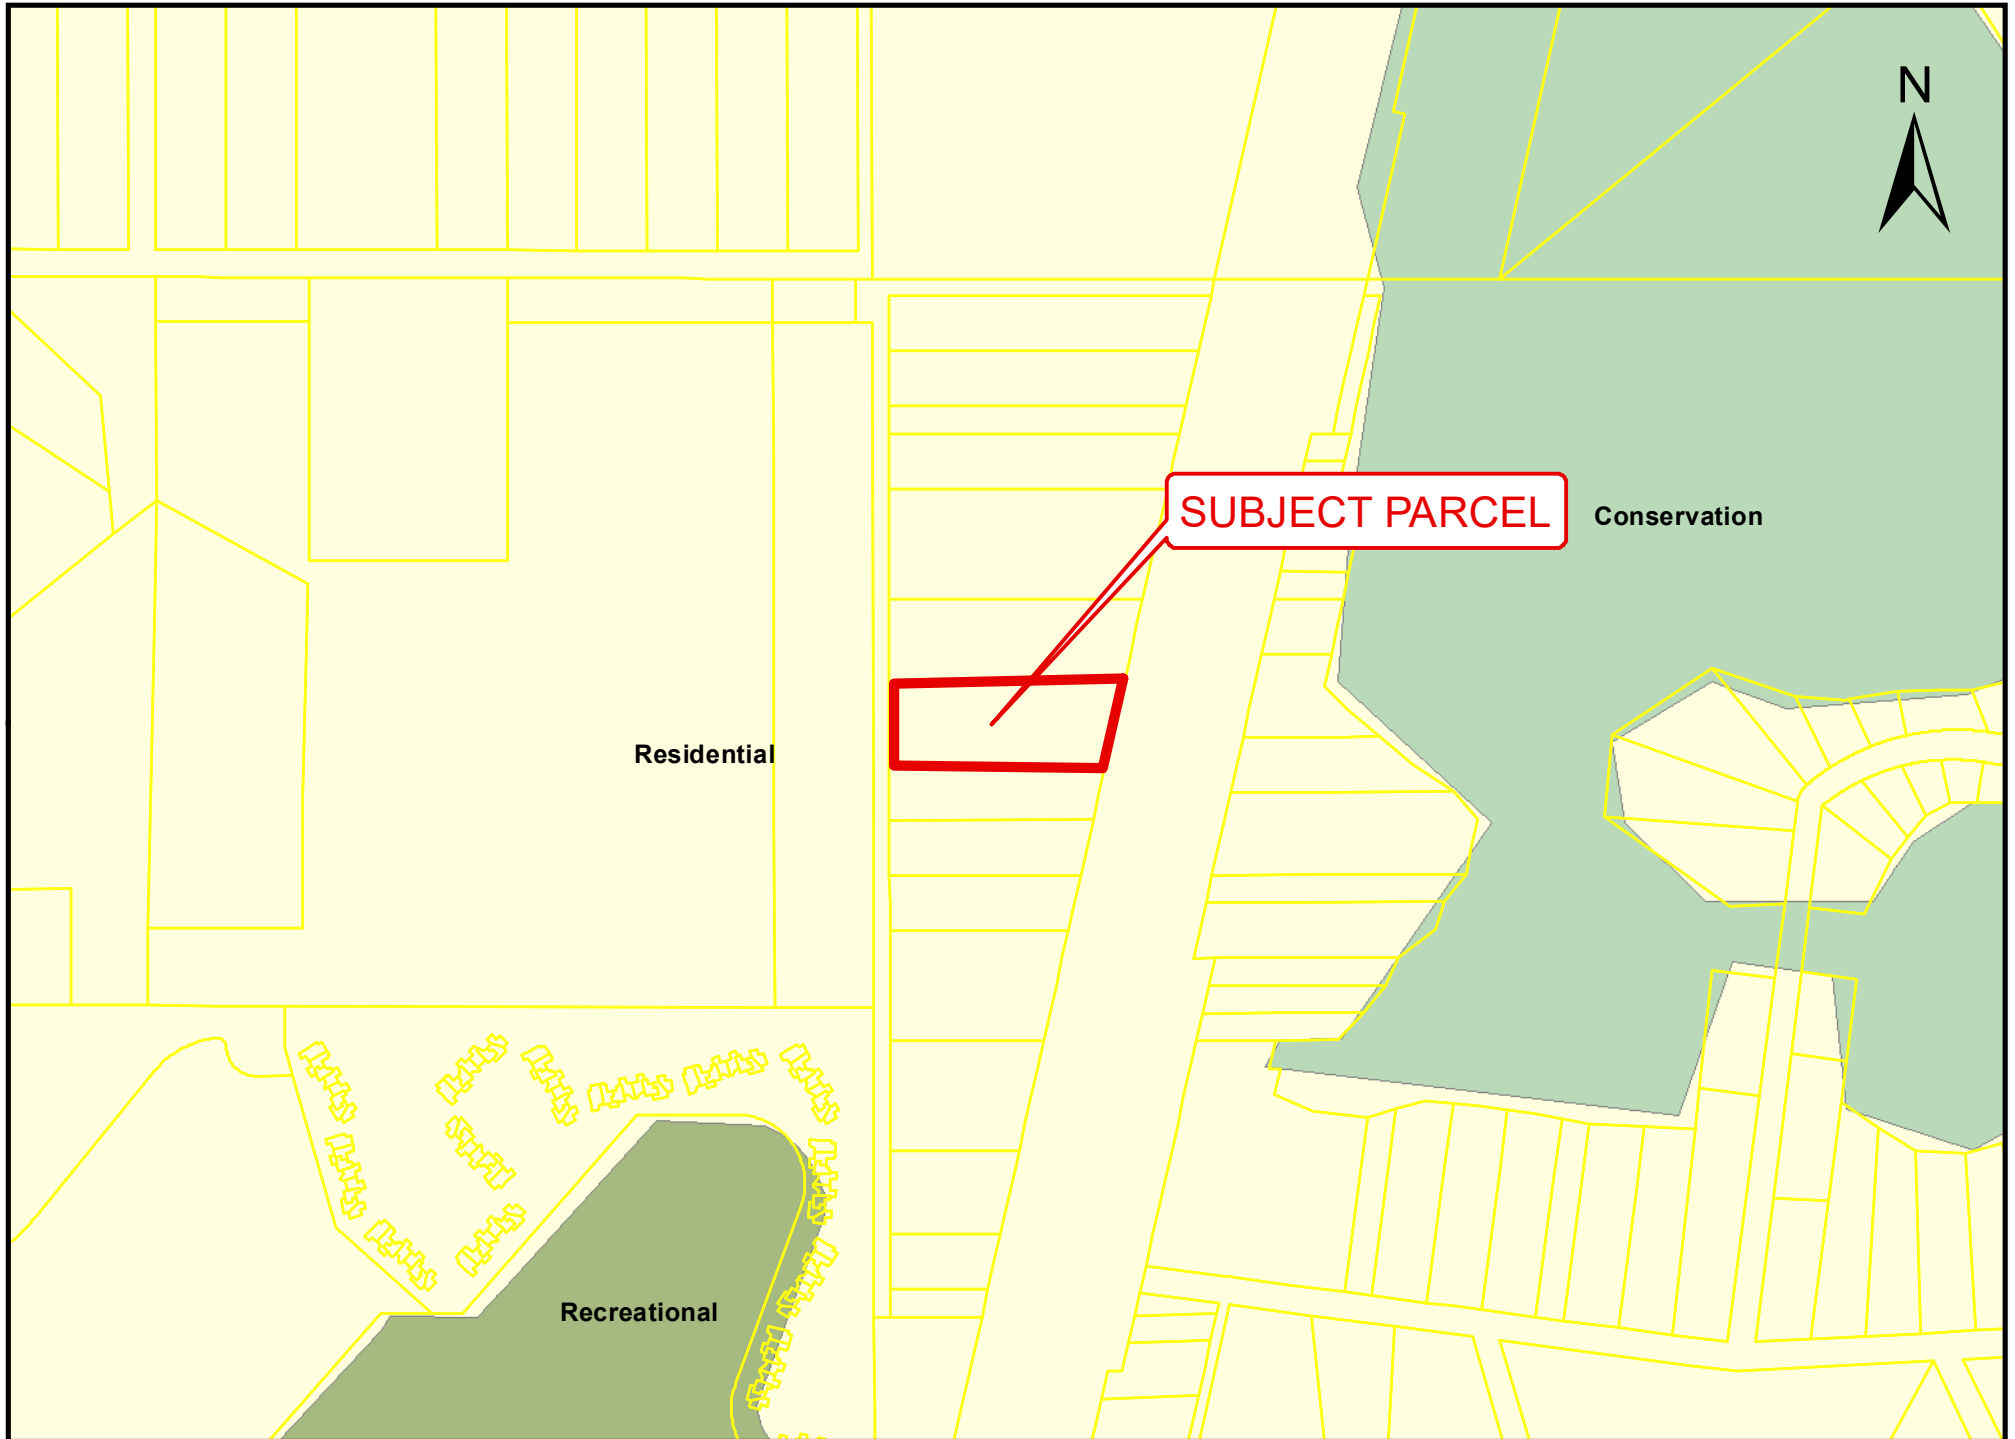 N
SUBJECT PARCEL
Conservation
Residential
Recreational